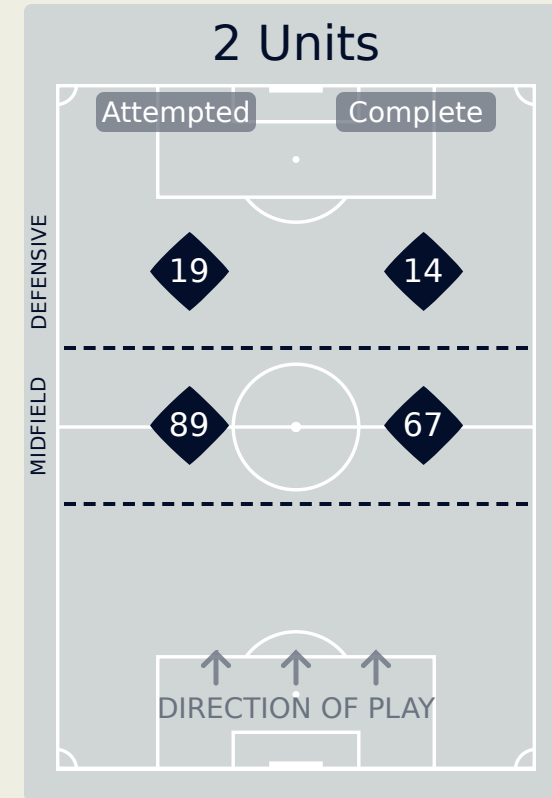 2 Units
Attempted Complete
DEFENSIVE
19 14
MIDFIELD
89 67
DIRECTION OF PLAY